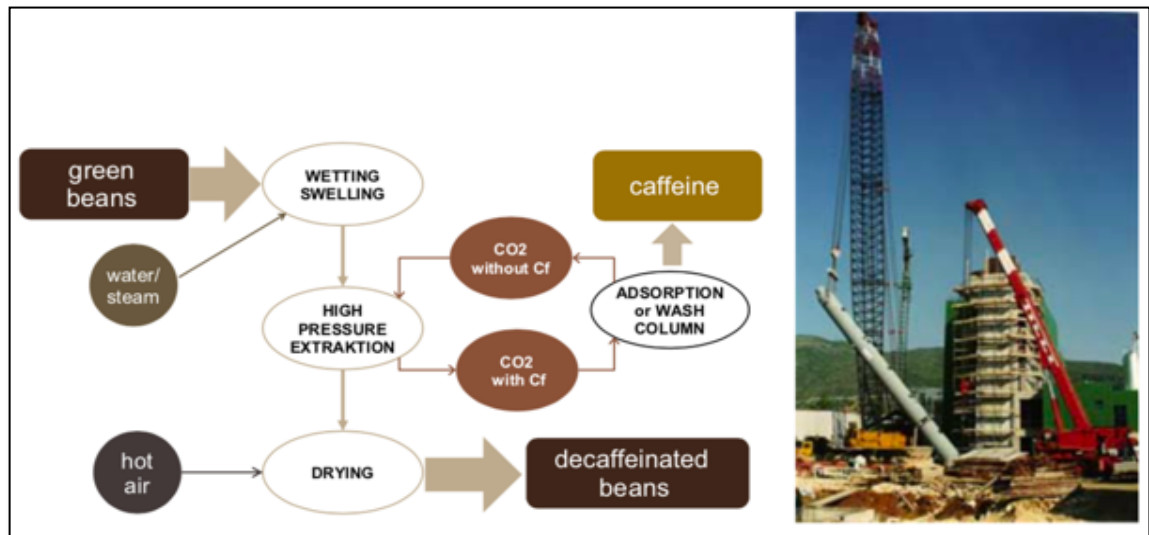 green
beans
WETTING
SWELLING
caffeine
water/
steam
CO2
without Cf
HIGH
PRESSURE
EXTRAKTION
ADSORPTION
or WASH
COLUMN
CO2
with Cf
hot
air
DRYING
decaffeinated
beans